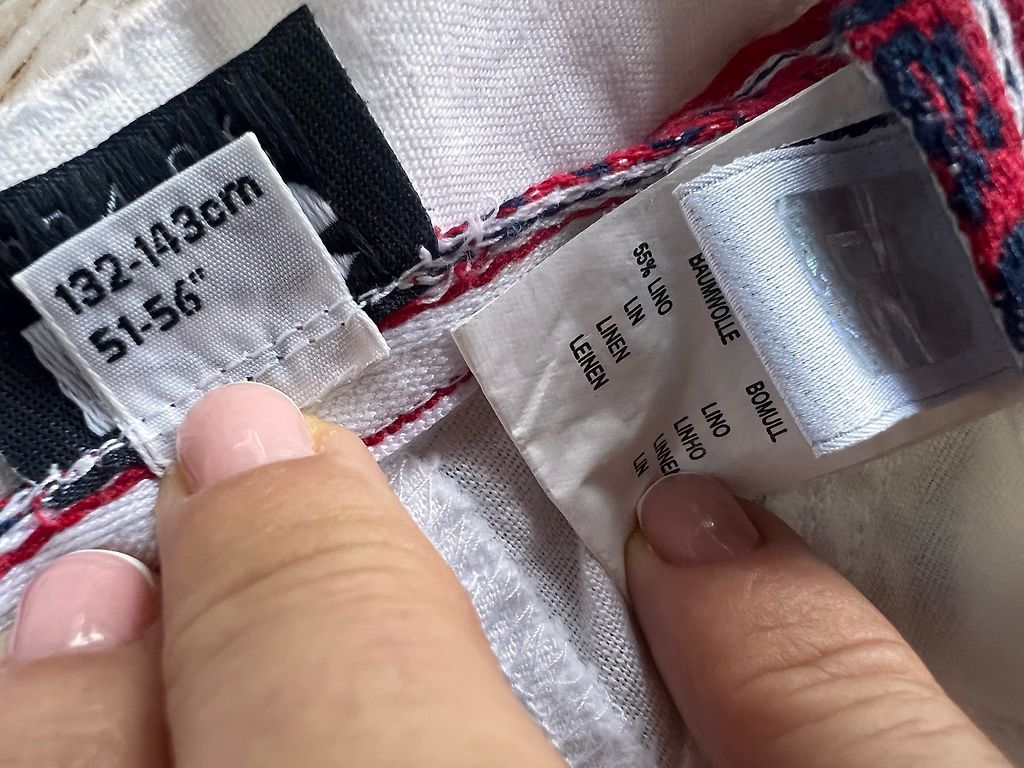 132-143cm
51-56"
55% LINO
LIN
LINEN
LEINEN
BAUMWOLLE
BOMULL
LINO
LINHO
LINNEN
LIN